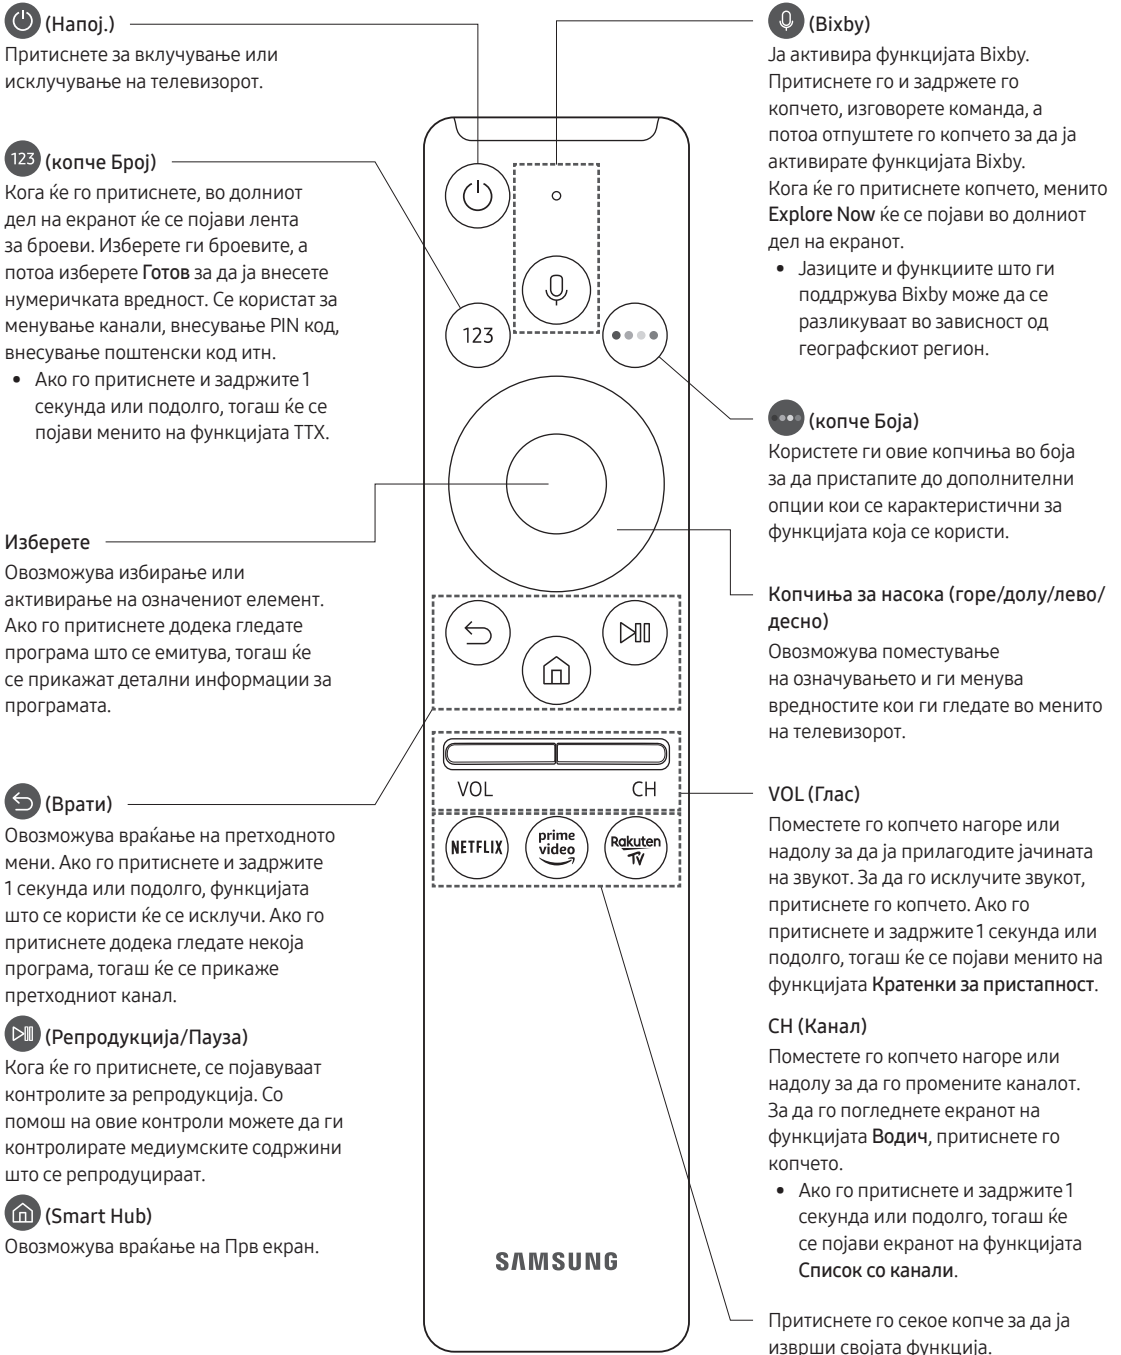 (Напој.)
Притиснете за вклучување или
исклучување на телевизорот.
123 (копче Број)
Кога ќе го притиснете, во долниот
дел на екранот ќе се појави лента
за броеви. Изберете ги броевите, а
потоа изберете Готов за да ја внесете
нумеричката вредност. Се користат за
менување канали, внесување PIN код,
внесување поштенски код итн.
• Ако го притиснете и задржите 1
секунда или подолго, тогаш ќе се
појави менито на функцијата TTX.
Изберете
Овозможува избирање или
активирање на означениот елемент.
Ако го притиснете додека гледате
програма што се емитува, тогаш ќе
се прикажат детални информации за
програмата.
(Врати)
Овозможува враќање на претходното
мени. Ако го притиснете и задржите
1 секунда или подолго, функцијата
што се користи ќе се исклучи. Ако го
притиснете додека гледате некоја
програма, тогаш ќе се прикаже
претходниот канал.
(Репродукција/Пауза)
Кога ќе го притиснете, се појавуваат
контролите за репродукција. Со
помош на овие контроли можете да ги
контролирате медиумските содржини
што се репродуцираат.
(Smart Hub)
Овозможува враќање на Прв екран.
123
VOL CH
NETFLIX
prime
video
Rakuten
TV
SAMSUNG
(Bixby)
Ја активира функцијата Bixby.
Притиснете го и задржете го
копчето, изговорете команда, а
потоа отпуштете го копчето за да ја
активирате функцијата Bixby.
Кога ќе го притиснете копчето, менито
Explore Now ќе се појави во долниот
дел на екранот.
• Јазиците и функциите што ги
поддржува Bixby може да се
разликуваат во зависност од
географскиот регион.
(копче Боја)
Користете ги овие копчиња во боја
за да пристапите до дополнителни
опции кои се карактеристични за
функцијата која се користи.
Копчиња за насока (горе/долу/лево/
десно)
Овозможува поместување
на означувањето и ги менува
вредностите кои ги гледате во менито
на телевизорот.
VOL (Глас)
Поместете го копчето нагоре или
надолу за да ја прилагодите јачината
на звукот. За да го исклучите звукот,
притиснете го копчето. Ако го
притиснете и задржите 1 секунда или
подолго, тогаш ќе се појави менито на
функцијата Кратенки за пристапност.
CH (Канал)
Поместете го копчето нагоре или
надолу за да го промените каналот.
За да го погледнете екранот на
функцијата Водич, притиснете го
копчето.
• Ако го притиснете и задржите 1
секунда или подолго, тогаш ќе
се појави екранот на функцијата
Список со канали.
Притиснете го секое копче за да ја
изврши својата функција.